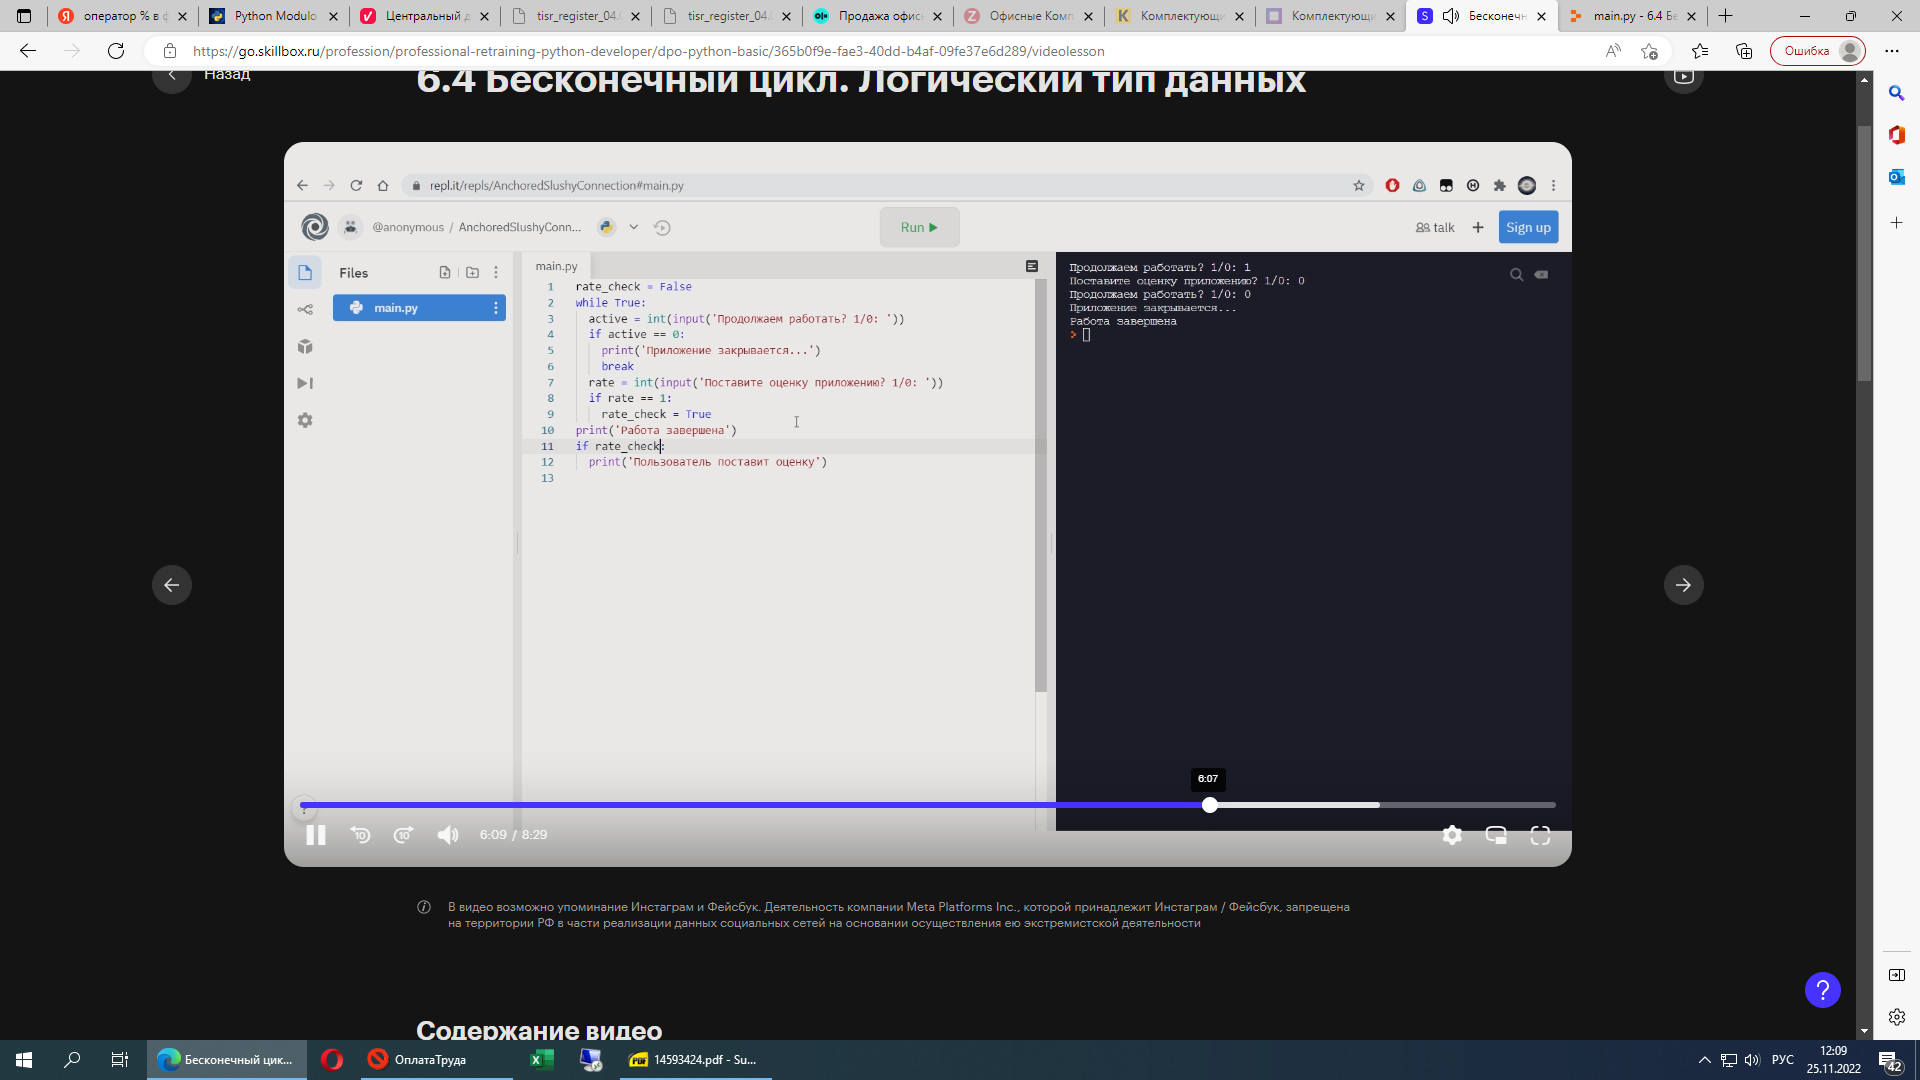 оператор % в ф
Python Modulo
Центральный д
tisr_register_04.
tisr_register_04.
Продажа офис
Офисные Комп
Комплектующи
Комплектующи
Бесконечн
main.py - 6.4 Бе
https://go.skillbox.ru/profession/professional-retraining-python-developer/dpo-python-basic/365b0f9e-fae3-40dd-b4af-09fe37e6d289/videolesson
Ошибка
Назад
6.4 Бесконечный цикл. Логический тип данных
repl.it/repls/AnchoredSlushyConnection#main.py
@anonymous / AnchoredSlushyConn...
Run
talk
Sign up
Files
main.py
main.py
1 rate_check = False
2 while True:
3 active = int(input('Продолжаем работать? 1/0: '))
4 if active == 0:
5 print('Приложение закрывается...')
6 break
7 rate = int(input('Поставите оценку приложению? 1/0: '))
8 if rate == 1:
9 rate_check = True
10 print('Работа завершена')
11 if rate_check:
12 print('Пользователь поставит оценку')
13
Продолжаем работать? 1/0: 1
Поставите оценку приложению? 1/0: 0
Продолжаем работать? 1/0: 0
Приложение закрывается...
Работа завершена
>
6:07
6:09 / 8:29
В видео возможно упоминание Инстаграм и Фейсбук. Деятельность компании Meta Platforms Inc., которой принадлежит Инстаграм / Фейсбук, запрещена
на территории РФ в части реализации данных социальных сетей на основании осуществления ею экстремистской деятельности
?
Содержание видео
Бесконечный цик...
ОплатаТруда
14593424.pdf - Su...
РУС
12:09
25.11.2022
42